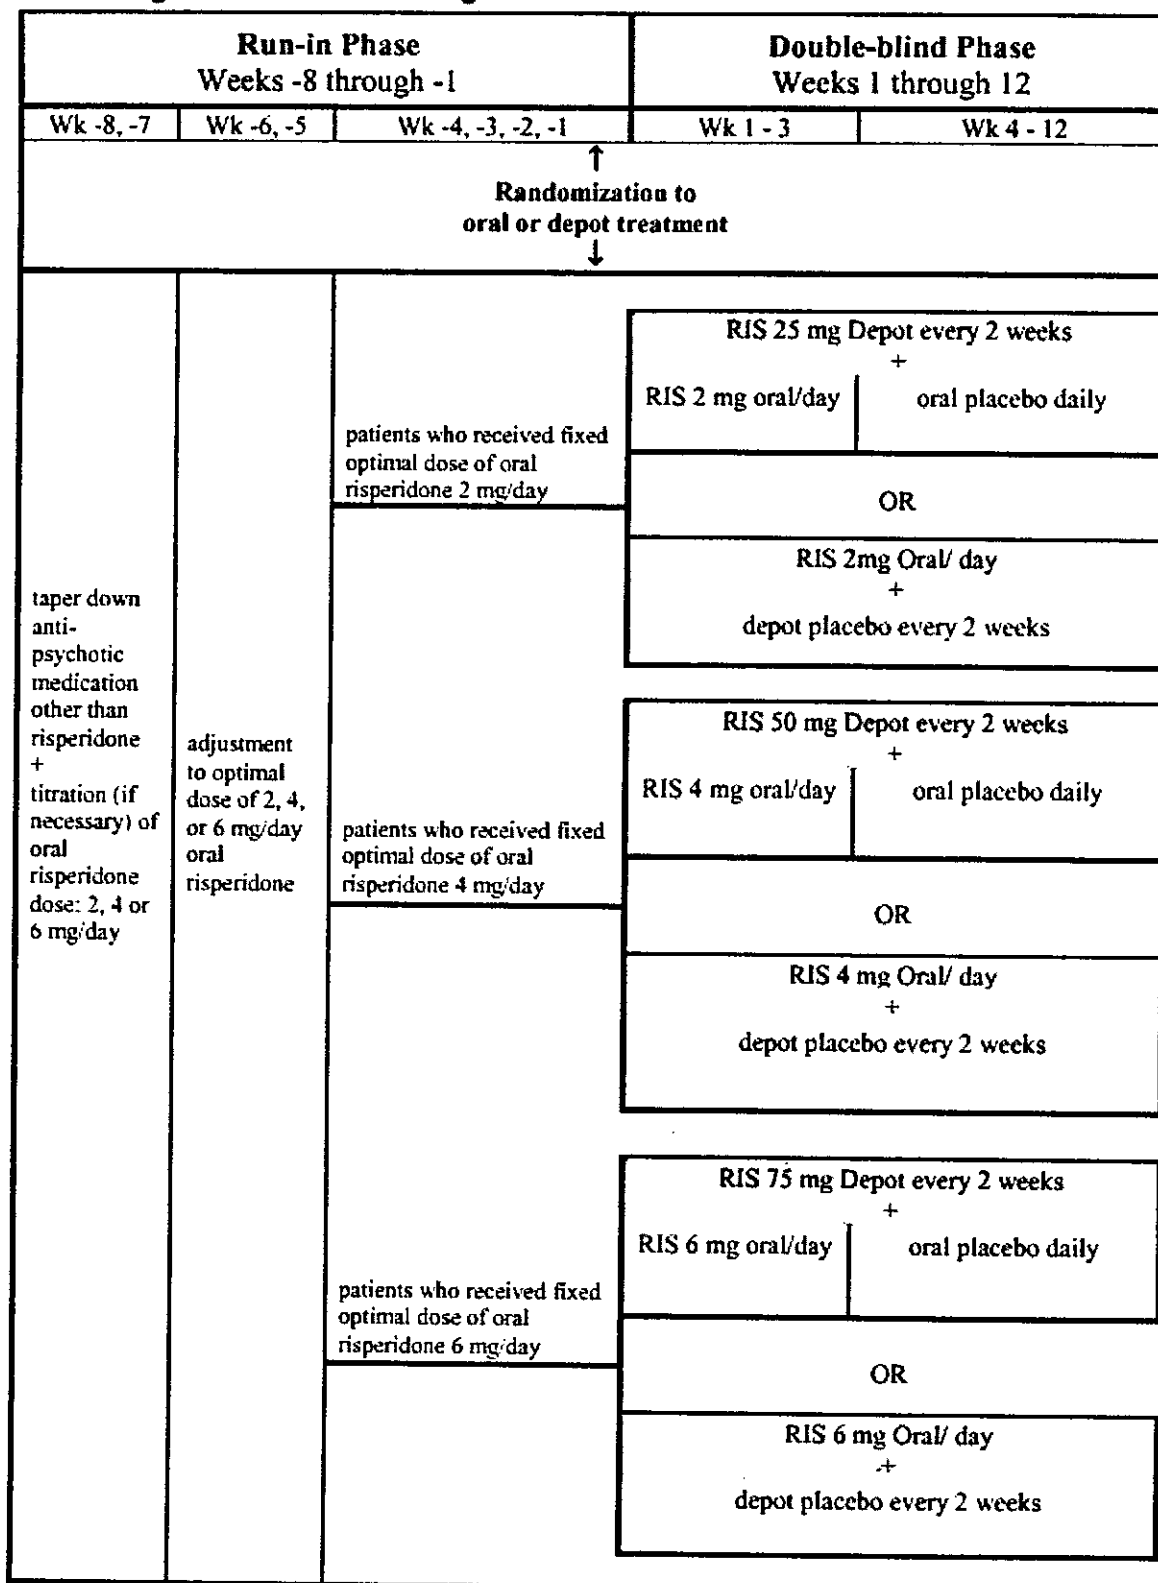 Run-in Phase
Weeks -8 through -1
Double-blind Phase
Weeks 1 through 12
Wk -8, -7
Wk -6, -5
Wk -4, -3, -2, -1
Wk 1 - 3
Wk 4 - 12
Randomization to
oral or depot treatment
taper down
anti-
psychotic
medication
other than
risperidone
+
titration (if
necessary) of
oral
risperidone
dose: 2, 4 or
6 mg/day
adjustment
to optimal
dose of 2, 4,
or 6 mg/day
oral
risperidone
patients who received fixed
optimal dose of oral
risperidone 2 mg/day
RIS 25 mg Depot every 2 weeks
+
RIS 2 mg oral/day
oral placebo daily
OR
RIS 2mg Oral/ day
+
depot placebo every 2 weeks
patients who received fixed
optimal dose of oral
risperidone 4 mg/day
RIS 50 mg Depot every 2 weeks
+
RIS 4 mg oral/day
oral placebo daily
OR
RIS 4 mg Oral/ day
+
depot placebo every 2 weeks
patients who received fixed
optimal dose of oral
risperidone 6 mg/day
RIS 75 mg Depot every 2 weeks
+
RIS 6 mg oral/day
oral placebo daily
OR
RIS 6 mg Oral/ day
+
depot placebo every 2 weeks